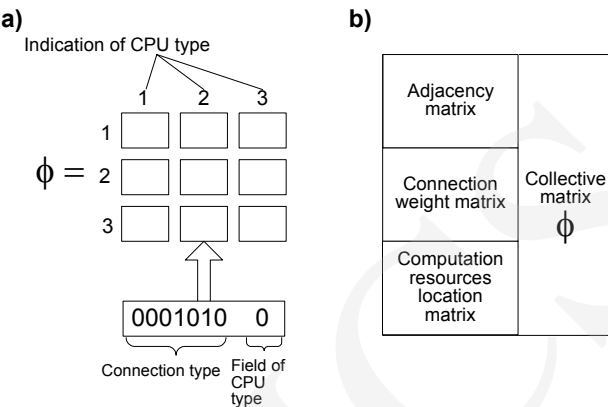 a)
Indication of CPU type
1 2 3
1
ϕ = 2
3
0001010 0
Connection type
Field of
CPU
type
b)
Adjacency
matrix
Connection
weight matrix
Computation
resources
location
matrix
Collective
matrix
ϕ